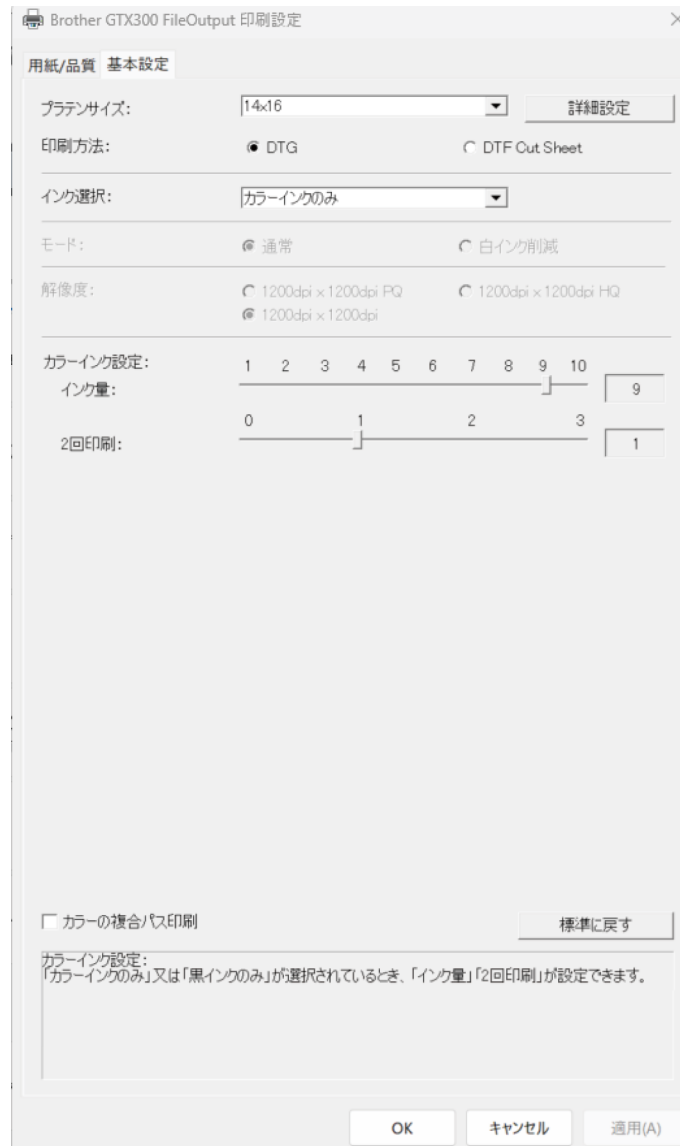 Brother GTX300 FileOutput 印刷設定
用紙/品質 基本設定
プラテンサイズ: 14x16 詳細設定
印刷方法: DTG DTF Cut Sheet
インク選択: カラーインクのみ
モード: 通常 白インク削減
解像度: 1200dpi×1200dpi PQ 1200dpi×1200dpi HQ
1200dpi×1200dpi
カラーインク設定: 1 2 3 4 5 6 7 8 9 10
インク量: 9
0 1 2 3
2回印刷: 1
カラーの複合パス印刷 標準に戻す
カラーインク設定:
「カラーインクのみ」又は「黒インクのみ」が選択されているとき、「インク量」「2回印刷」が設定できます。
OK キャンセル 適用(A)